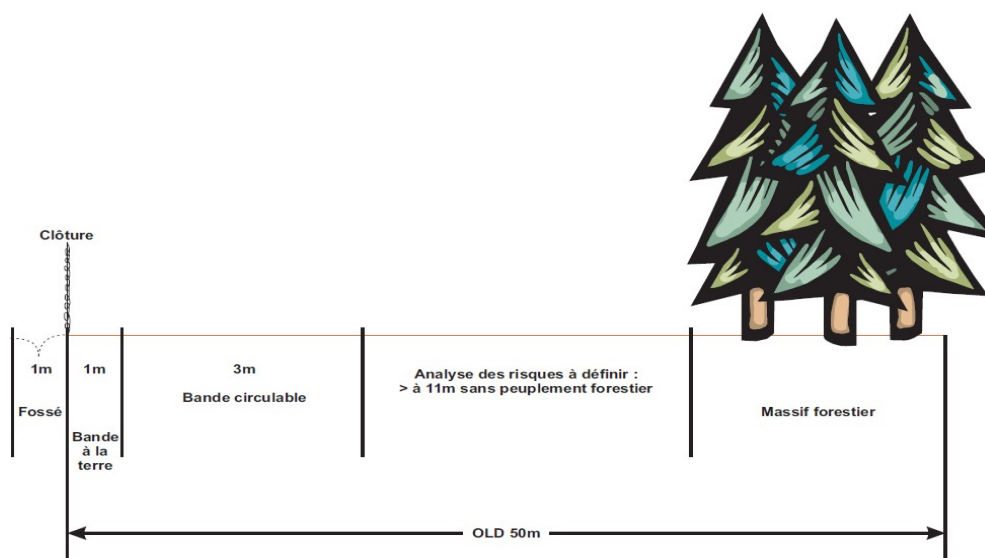 Clôture
1m
Fossé
1m
Bande
à la
terre
3m
Bande circulable
Analyse des risques à définir :
> à 11m sans peuplement forestier
Massif forestier
OLD 50m